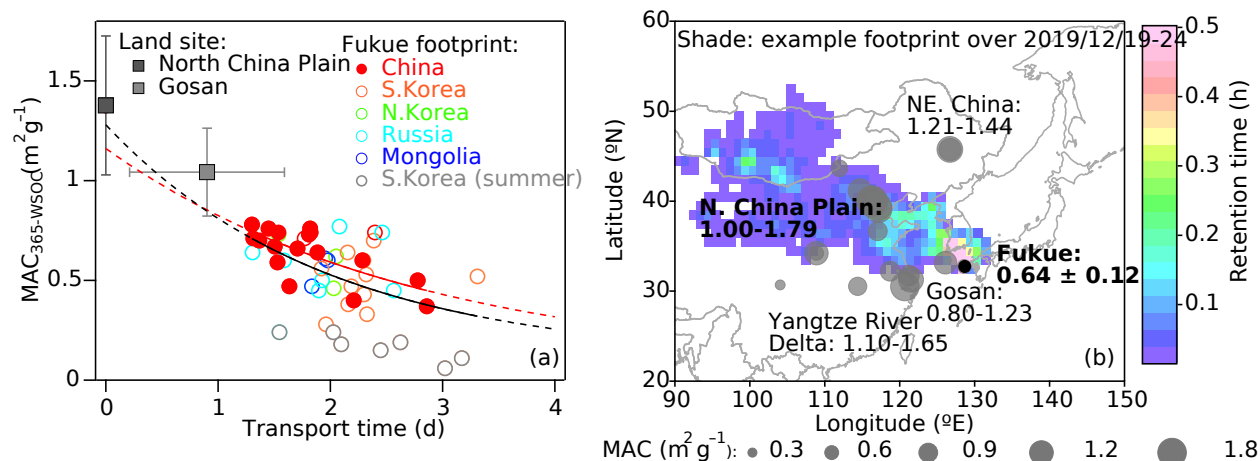 Land site:
North China Plain
Gosan
Fukue footprint:
China
S.Korea
N.Korea
Russia
Mongolia
S.Korea (summer)
1.5
1
0.5
0
MAC365-WSOC(m² g⁻¹)
(a)
0 1 2 3 4
Transport time (d)
Shade: example footprint over 2019/12/19-24
NE. China:
1.21-1.44
N. China Plain:
1.00-1.79
Fukue:
0.64 ± 0.12
Gosan:
0.80-1.23
Yangtze River
Delta: 1.10-1.65
(b)
60
50
40
30
20
Latitude (ºN)
90 100 110 120 130 140 150
Longitude (ºE)
0.5
0.4
0.3
0.2
0.1
Retention time (h)
MAC (m² g⁻¹): 0.3 0.6 0.9 1.2 1.8